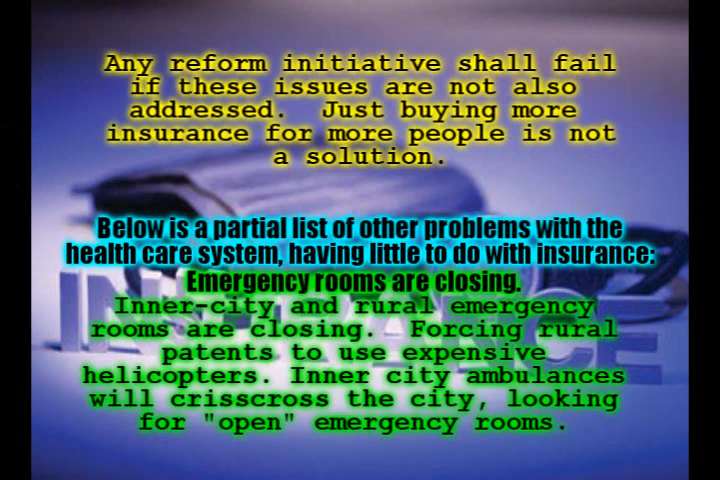 Any reform initiative shall fail
if these issues are not also
addressed.  Just buying more
insurance for more people is not
a solution.
Below is a partial list of other problems with the
health care system, having little to do with insurance:
Emergency rooms are closing.
Inner-city and rural emergency
rooms are closing.  Forcing rural
patents to use expensive
helicopters. Inner city ambulances
will crisscross the city, looking
for "open" emergency rooms.
INSURANCE